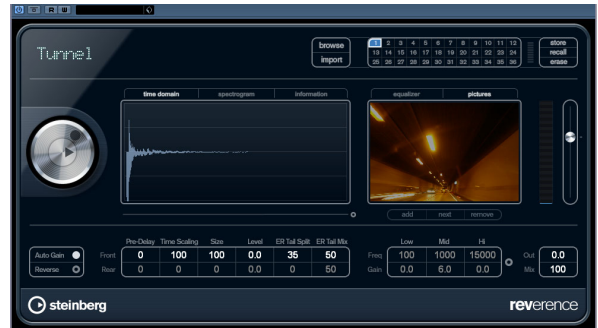 R W
Tunnel
browse
import
1 2 3 4 5 6 7 8 9 10 11 12
13 14 15 16 17 18 19 20 21 22 23 24
25 26 27 28 29 30 31 32 33 34 35 36
store
recall
erase
time domain spectrogram information
equalizer pictures
add next remove
Pre-Delay Time Scaling Size Level ER Tail Split ER Tail Mix
Low Mid Hi
Auto Gain Front 0 100 100 0.0 35 50 Freq 100 1000 15000 Out 0.0
Reverse Rear 0 0 0 0.0 0 50 Gain 0.0 6.0 0.0 Mix 100
steinberg
reverence